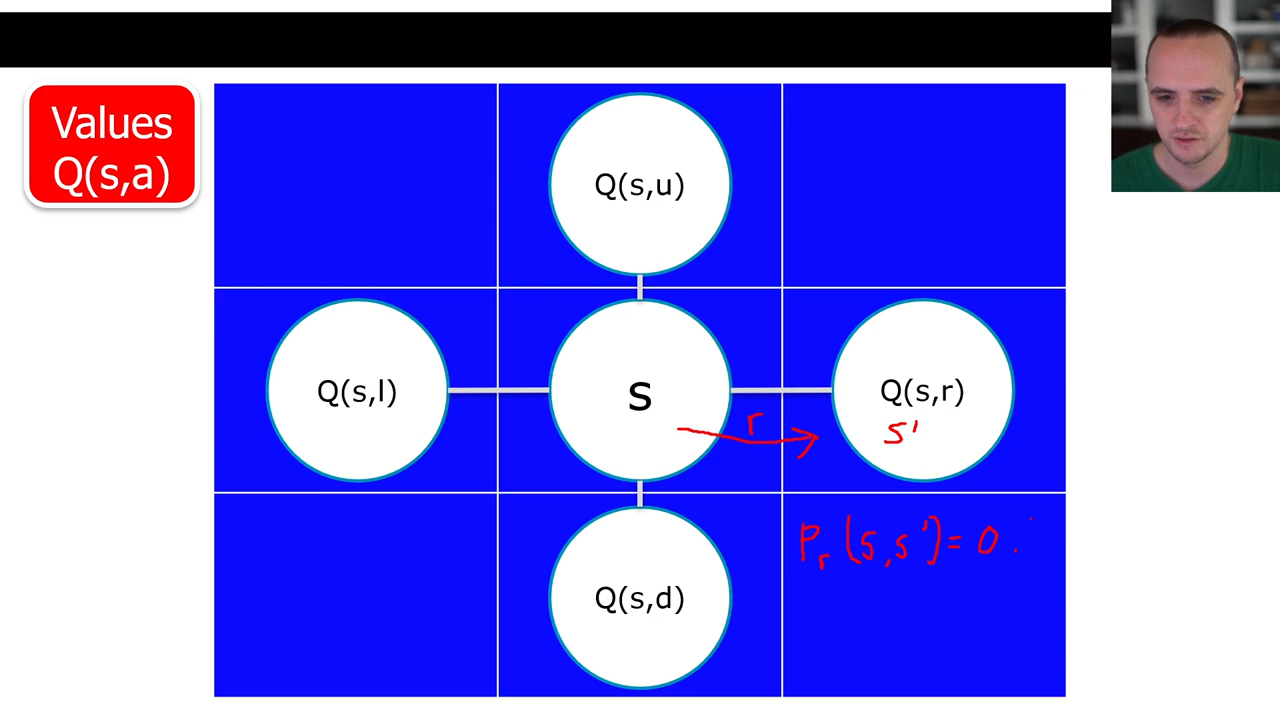 Values
Q(s,a)
Q(s,u)
Q(s,l)
s
r
Q(s,r)
s'
Pr(s,s')=0.
Q(s,d)